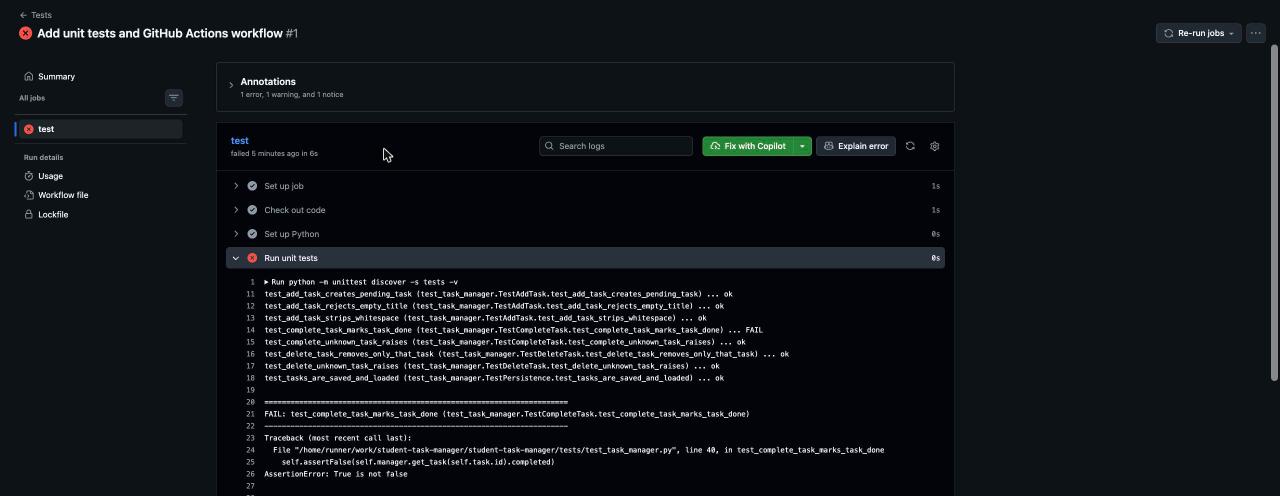 ← Tests
Add unit tests and GitHub Actions workflow #1
Re-run jobs
Summary
All jobs
test
Run details
Usage
Workflow file
Lockfile
Annotations
1 error, 1 warning, and 1 notice
test
failed 5 minutes ago in 6s
Search logs
Fix with Copilot
Explain error
Set up job 1s
Check out code 1s
Set up Python 0s
Run unit tests 0s
1 ▶ Run python -m unittest discover -s tests -v
11 test_add_task_creates_pending_task (test_task_manager.TestAddTask.test_add_task_creates_pending_task) ... ok
12 test_add_task_rejects_empty_title (test_task_manager.TestAddTask.test_add_task_rejects_empty_title) ... ok
13 test_add_task_strips_whitespace (test_task_manager.TestAddTask.test_add_task_strips_whitespace) ... ok
14 test_complete_task_marks_task_done (test_task_manager.TestCompleteTask.test_complete_task_marks_task_done) ... FAIL
15 test_complete_unknown_task_raises (test_task_manager.TestCompleteTask.test_complete_unknown_task_raises) ... ok
16 test_delete_task_removes_only_that_task (test_task_manager.TestDeleteTask.test_delete_task_removes_only_that_task) ... ok
17 test_delete_unknown_task_raises (test_task_manager.TestDeleteTask.test_delete_unknown_task_raises) ... ok
18 test_tasks_are_saved_and_loaded (test_task_manager.TestPersistence.test_tasks_are_saved_and_loaded) ... ok
19
20 ======================================================================
21 FAIL: test_complete_task_marks_task_done (test_task_manager.TestCompleteTask.test_complete_task_marks_task_done)
22 ----------------------------------------------------------------------
23 Traceback (most recent call last):
24 File "/home/runner/work/student-task-manager/student-task-manager/tests/test_task_manager.py", line 40, in test_complete_task_marks_task_done
25 self.assertFalse(self.manager.get_task(self.task.id).completed)
26 AssertionError: True is not false
27